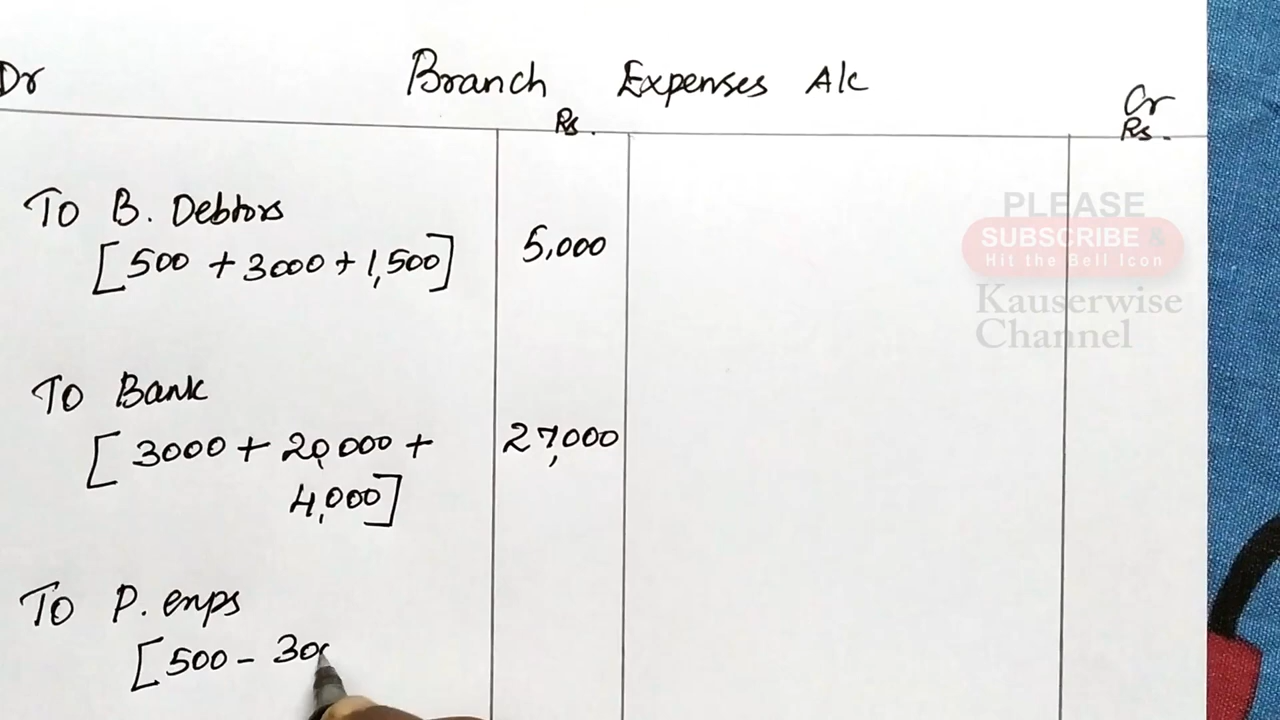 Dr Branch Expenses A/c Cr
Rs. Rs.
To B. Debtors
[500 + 3000 + 1,500] 5,000
To Bank
[3000 + 20,000 + 27,000
4,000]
To P. exps
[500 - 300
PLEASE
SUBSCRIBE &
Hit the Bell Icon
Kauserwise
Channel